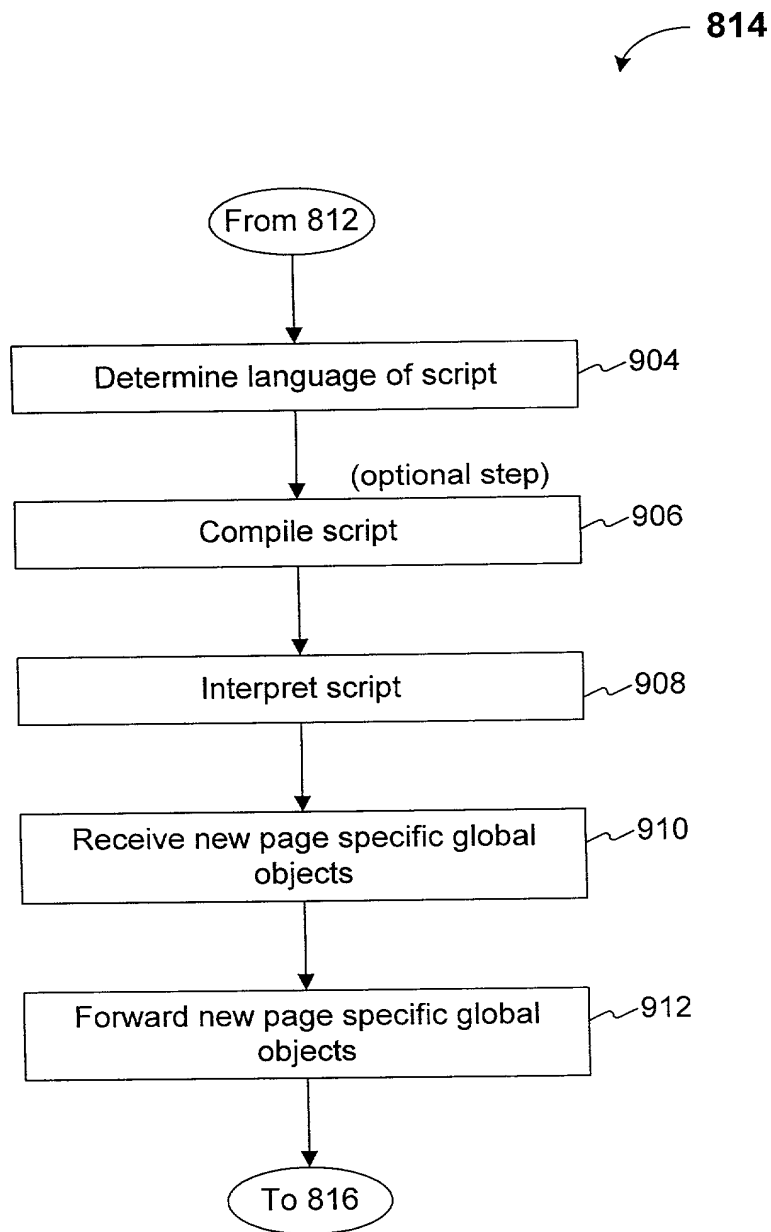 814
From 812
Determine language of script
904
(optional step)
Compile script
906
Interpret script
908
Receive new page specific global
objects
910
Forward new page specific global
objects
912
To 816